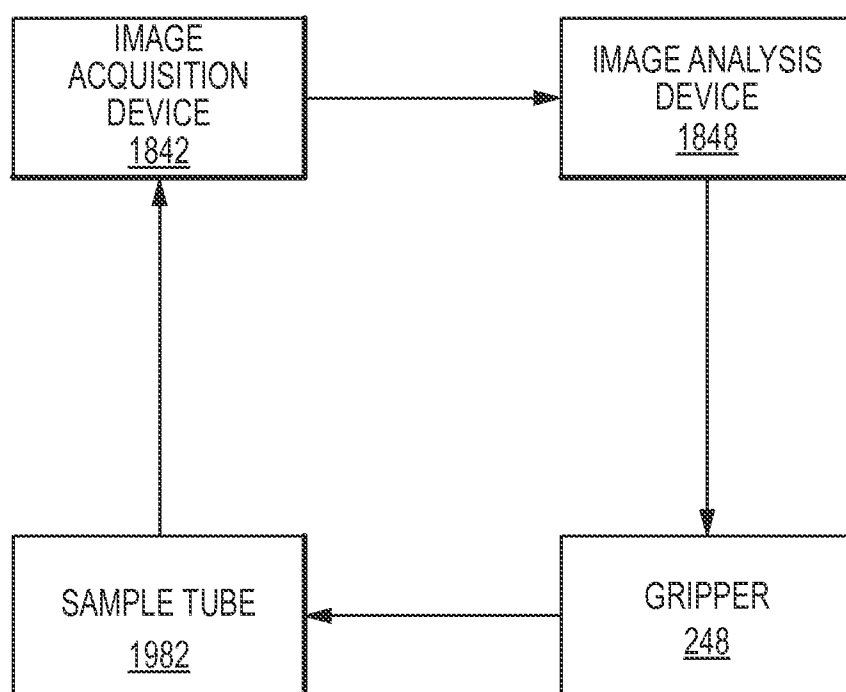 IMAGE
ACQUISITION
DEVICE
1842
IMAGE ANALYSIS
DEVICE
1848
SAMPLE TUBE
1982
GRIPPER
248